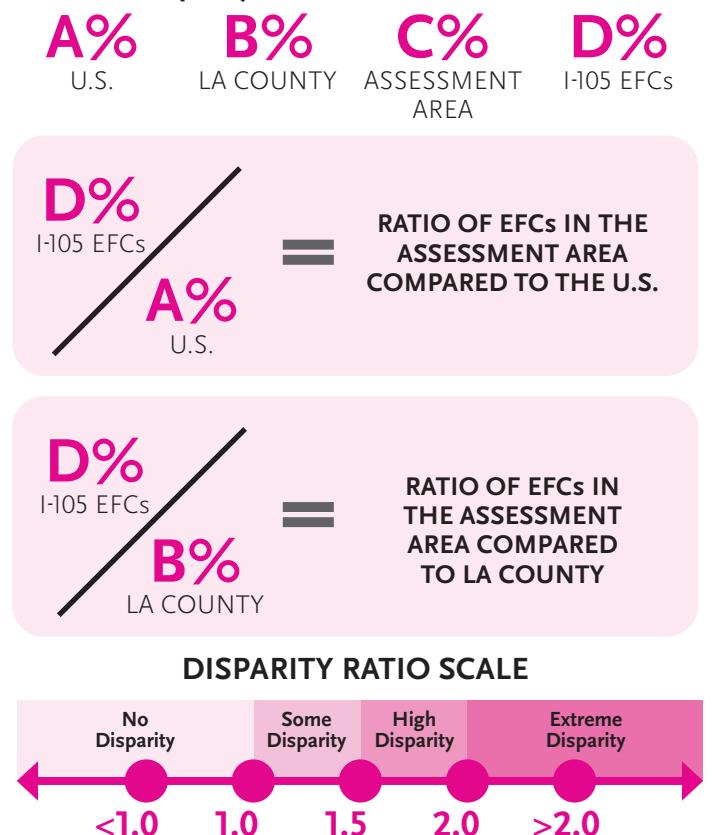 A% B% C% D%
U.S. LA COUNTY ASSESSMENT AREA I-105 EFCs
D%
I-105 EFCs
A%
U.S.
=
RATIO OF EFCs IN THE
ASSESSMENT AREA
COMPARED TO THE U.S.
D%
I-105 EFCs
B%
LA COUNTY
=
RATIO OF EFCs IN
THE ASSESSMENT
AREA COMPARED
TO LA COUNTY
DISPARITY RATIO SCALE
No Disparity Some Disparity High Disparity Extreme Disparity
<1.0 1.0 1.5 2.0 >2.0